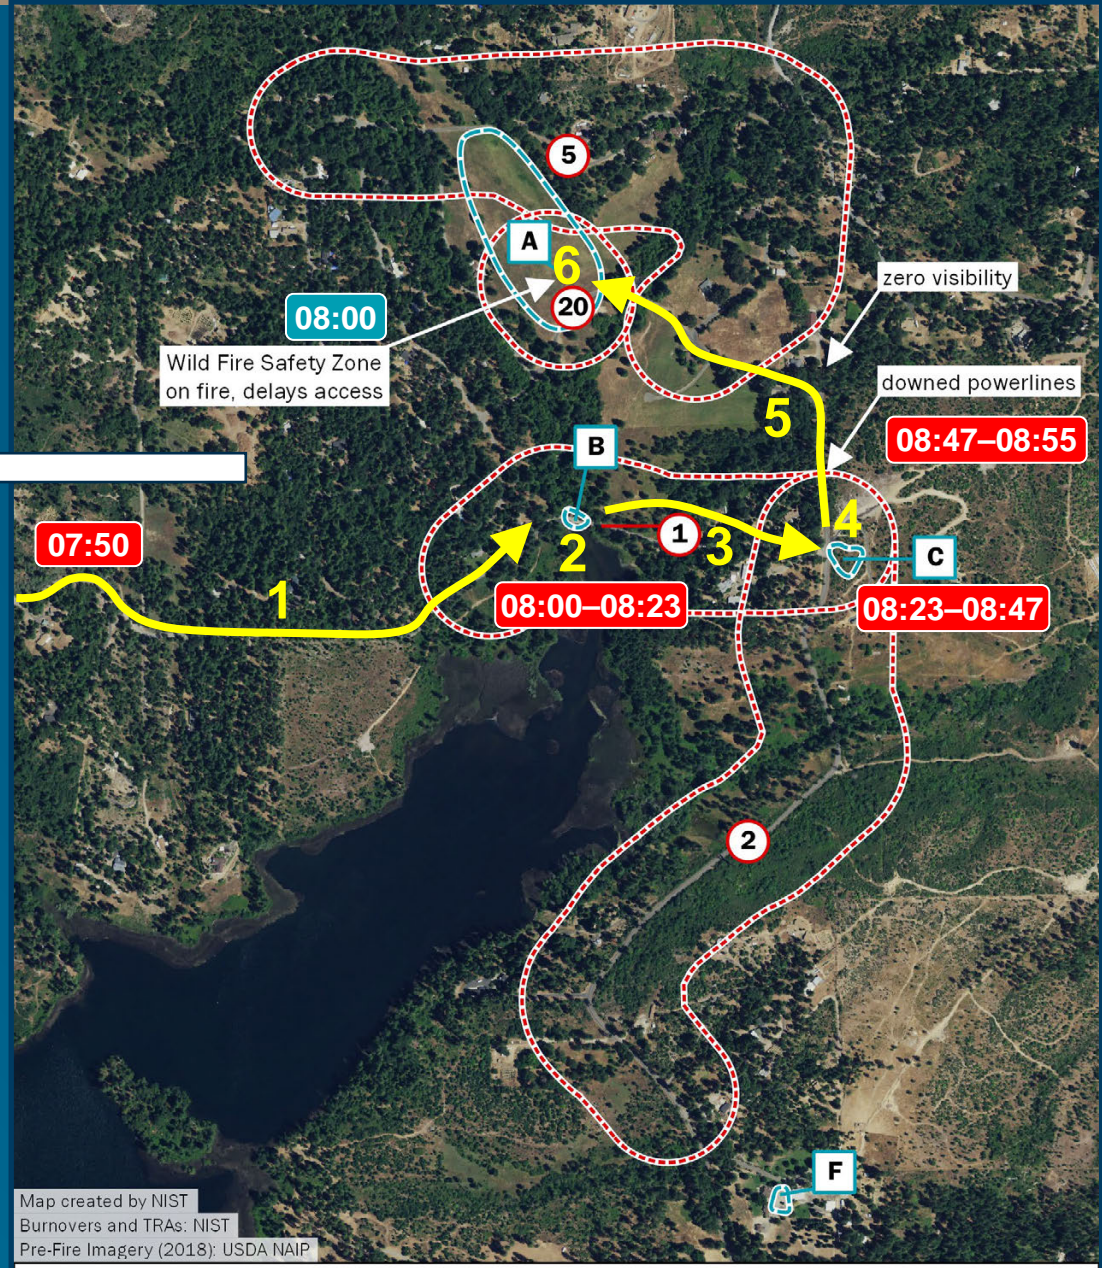 5
A
6
20
zero visibility
08:00
Wild Fire Safety Zone
on fire, delays access
downed powerlines
5
08:47–08:55
B
07:50
1
4
2
3
C
1
08:00–08:23
08:23–08:47
2
F
Map created by NIST
Burnovers and TRAs: NIST
Pre-Fire Imagery (2018): USDA NAIP